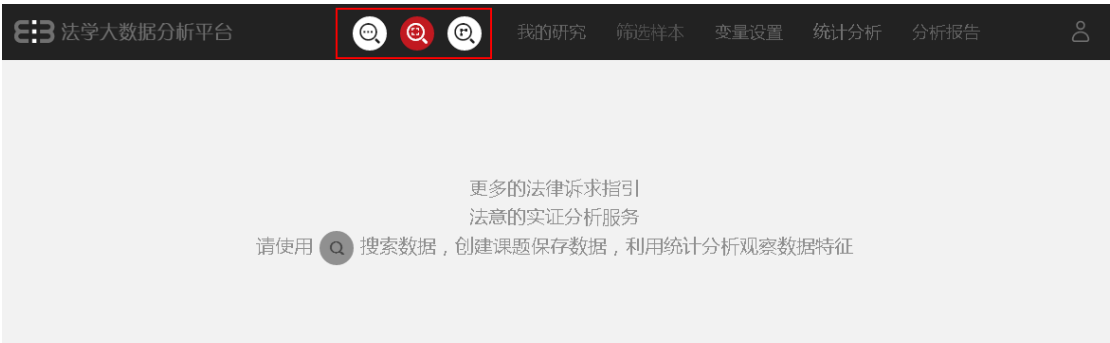 法学大数据分析平台 我的研究 筛选样本 变量设置 统计分析 分析报告
更多的法律诉求指引
法意的实证分析服务
请使用 搜索数据，创建课题保存数据，利用统计分析观察数据特征